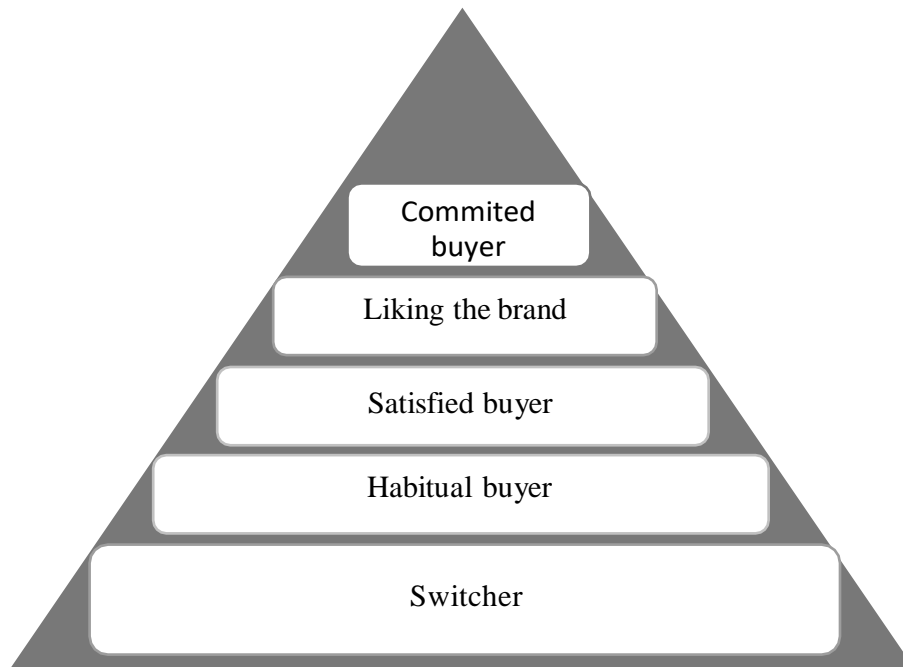 Commited
buyer
Liking the brand
Satisfied buyer
Habitual buyer
Switcher